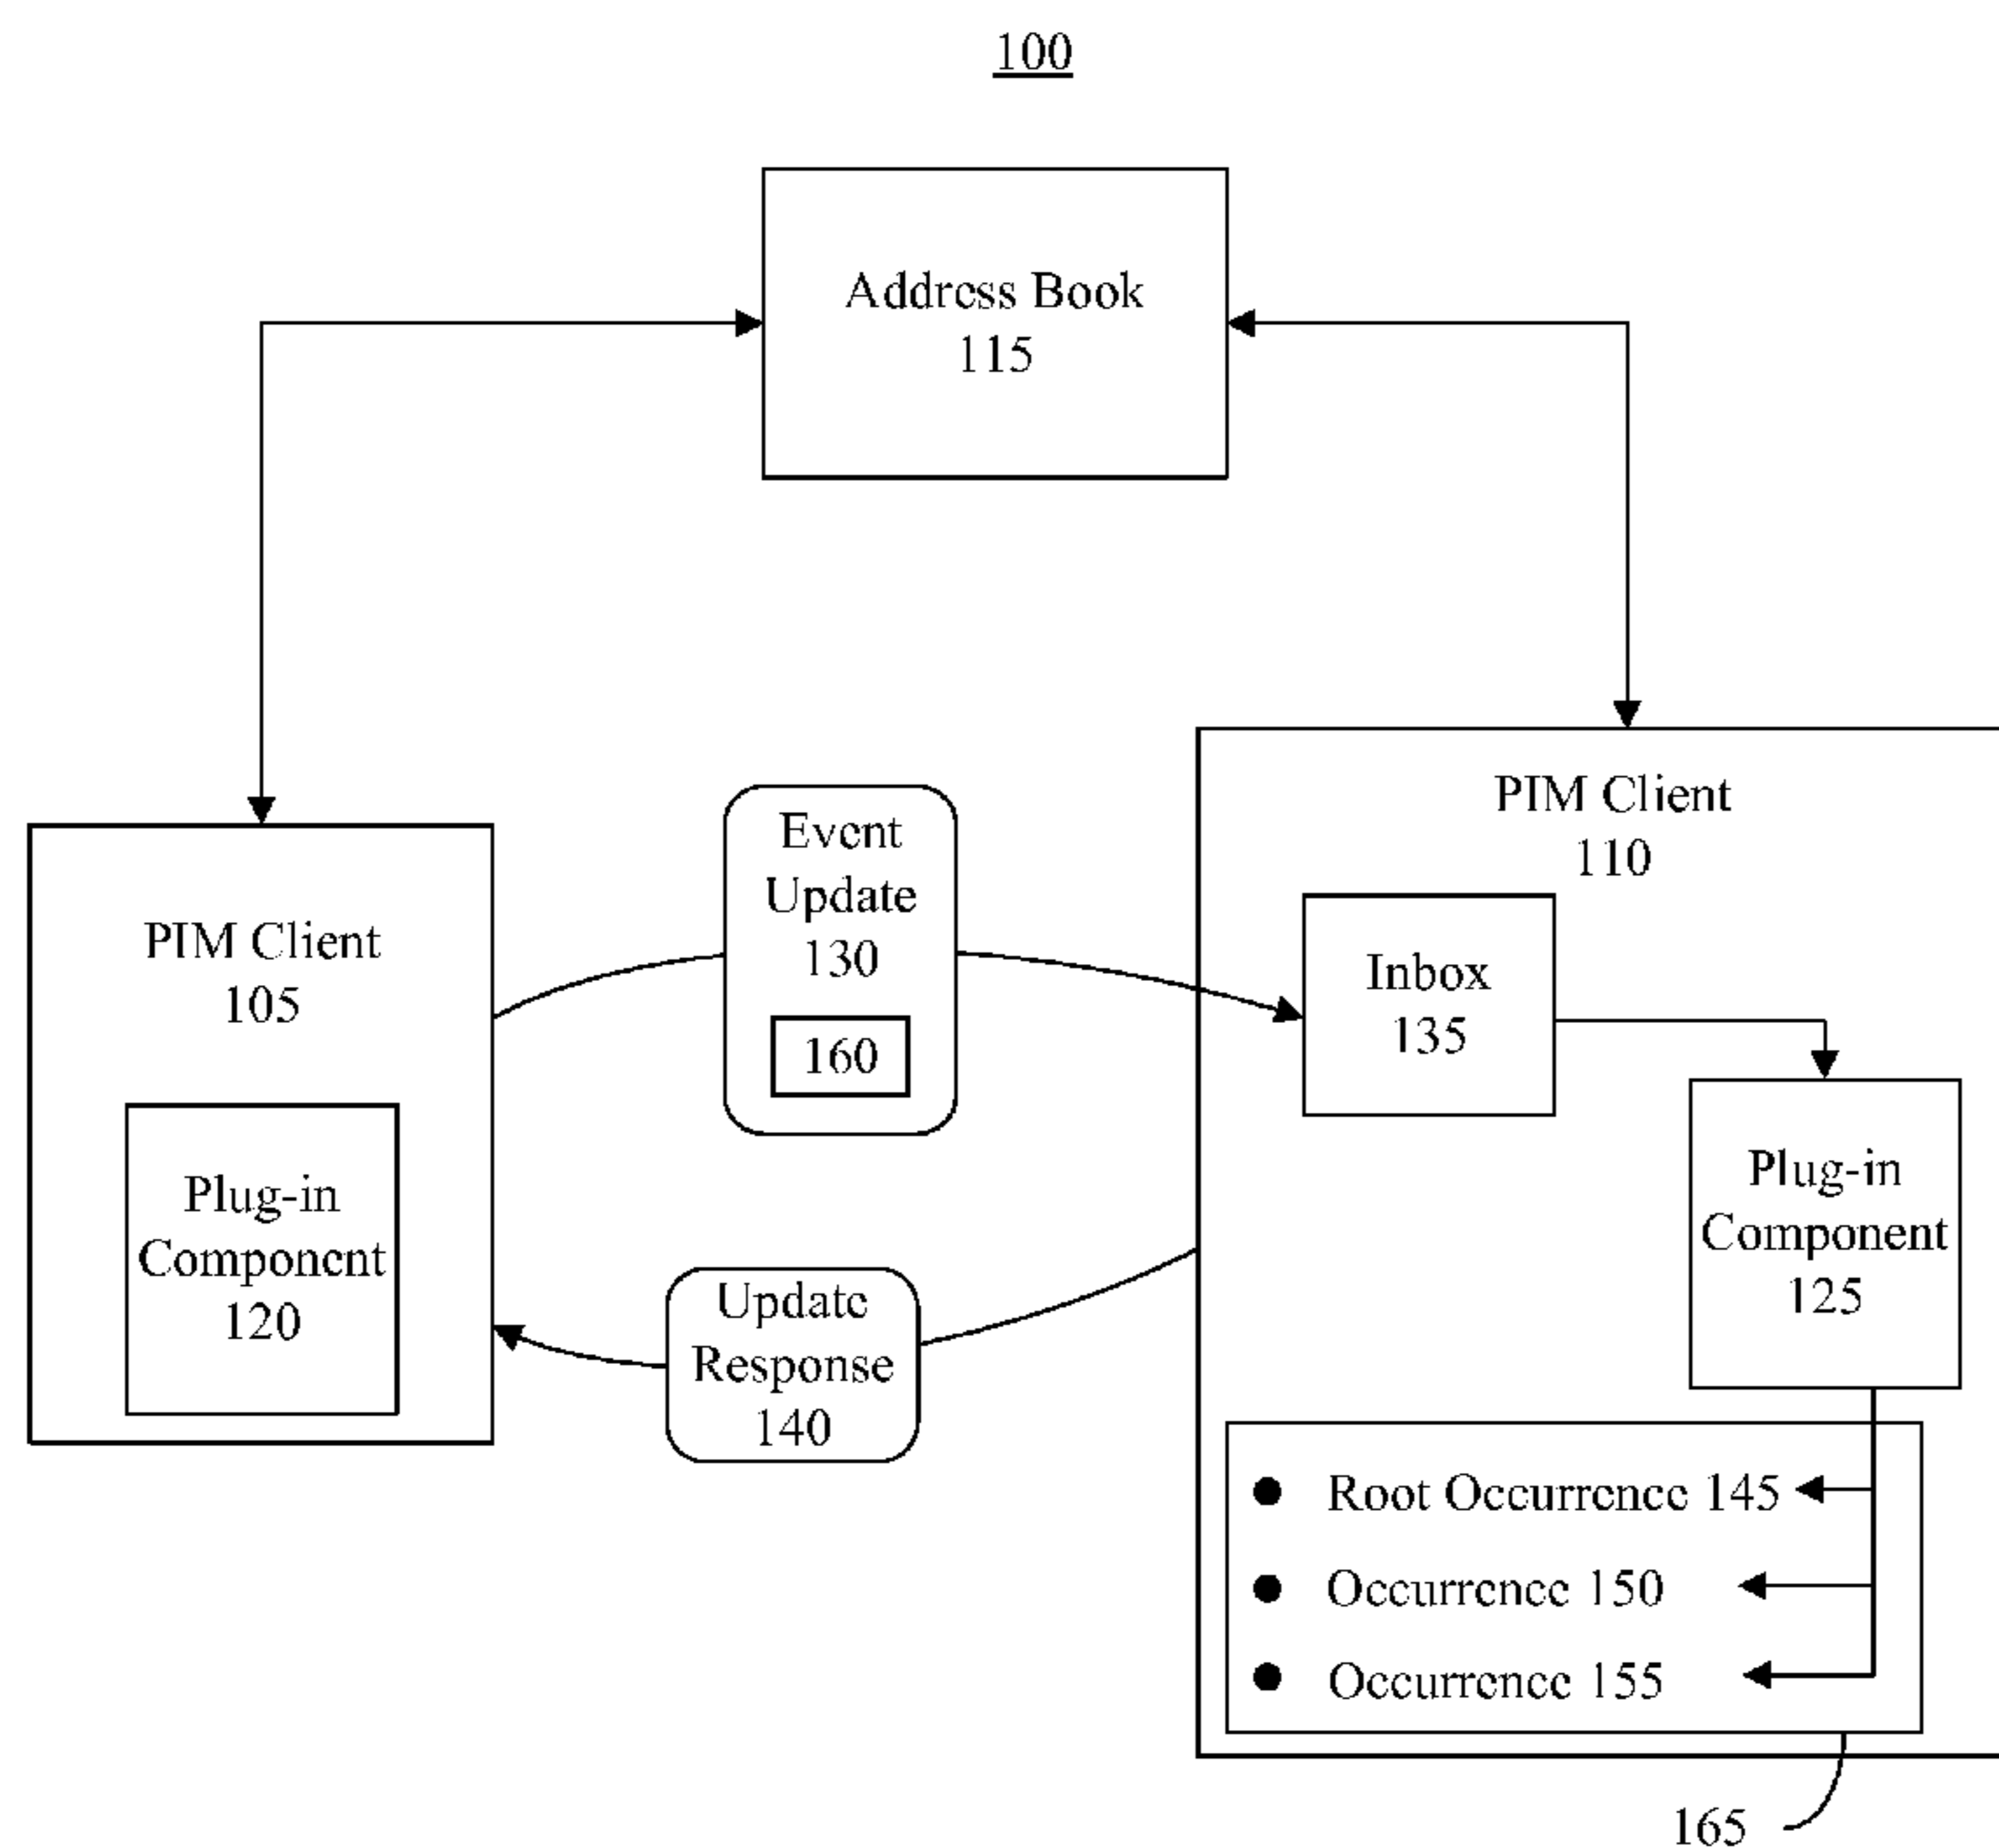 100
Address Book
115
PIM Client
105
Plug-in
Component
120
Event
Update
130
160
Update
Response
140
PIM Client
110
Inbox
135
Plug-in
Component
125
● Root Occurrence 145
● Occurrence 150
● Occurrence 155
165